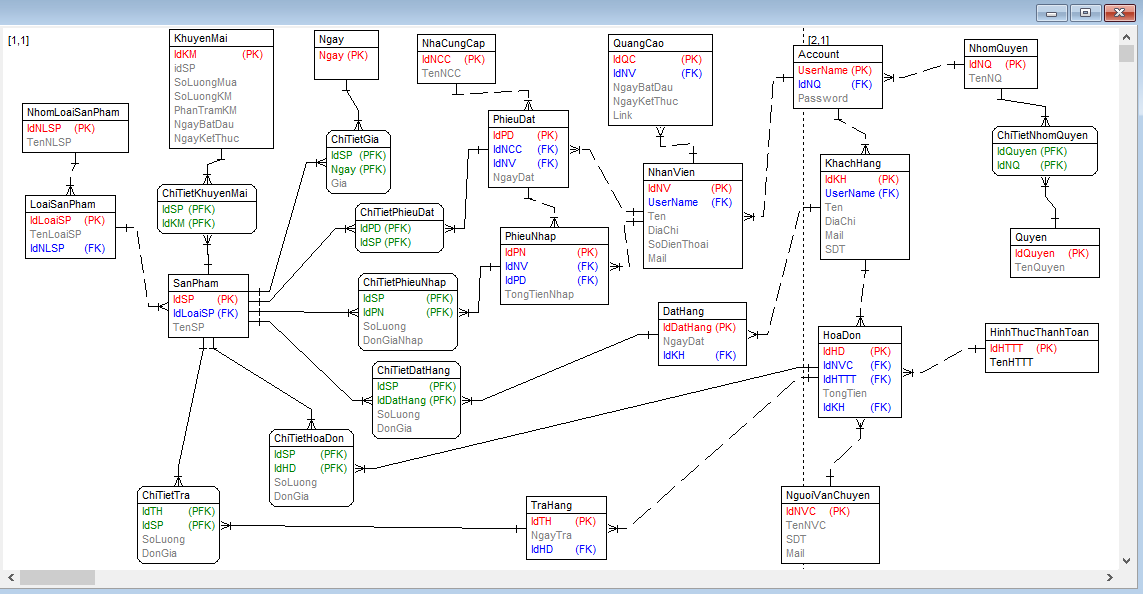 [1,1]
[2,1]
KhuyenMai
IdKM (PK)
idSP
SoLuongMua
SoLuongKM
PhanTramKM
NgayBatDau
NgayKetThuc
Ngay
Ngay (PK)
NhaCungCap
IdNCC (PK)
TenNCC
QuangCao
IdQC (PK)
IdNV (FK)
NgayBatDau
NgayKetThuc
Link
Account
UserName (PK)
IdNQ (FK)
Password
NhomQuyen
IdNQ (PK)
TenNQ
NhomLoaiSanPham
IdNLSP (PK)
TenNLSP
ChiTietGia
IdSP (PFK)
Ngay (PFK)
Gia
PhieuDat
IdPD (PK)
IdNCC (FK)
IdNV (FK)
NgayDat
ChiTietNhomQuyen
IdQuyen (PFK)
IdNQ (PFK)
LoaiSanPham
IdLoaiSP (PK)
TenLoaiSP
IdNLSP (FK)
ChiTietKhuyenMai
IdSP (PFK)
IdKM (PFK)
NhanVien
IdNV (PK)
UserName (FK)
Ten
DiaChi
SoDienThoai
Mail
KhachHang
IdKH (PK)
UserName (FK)
Ten
DiaChi
Mail
SDT
ChiTietPhieuDat
IdPD (PFK)
IdSP (PFK)
PhieuNhap
IdPN (PK)
IdNV (FK)
IdPD (FK)
TongTienNhap
Quyen
IdQuyen (PK)
TenQuyen
SanPham
IdSP (PK)
IdLoaiSP (FK)
TenSP
ChiTietPhieuNhap
IdSP (PFK)
IdPN (PFK)
SoLuong
DonGiaNhap
DatHang
IdDatHang (PK)
NgayDat
IdKH (FK)
HoaDon
IdHD (PK)
IdNVC (FK)
IdHTTT (FK)
TongTien
IdKH (FK)
HinhThucThanhToan
IdHTTT (PK)
TenHTTT
ChiTietDatHang
IdSP (PFK)
IdDatHang (PFK)
SoLuong
DonGia
ChiTietHoaDon
IdSP (PFK)
IdHD (PFK)
SoLuong
DonGia
ChiTietTra
IdTH (PFK)
IdSP (PFK)
SoLuong
DonGia
TraHang
IdTH (PK)
NgayTra
IdHD (FK)
NguoiVanChuyen
IdNVC (PK)
TenNVC
SDT
Mail